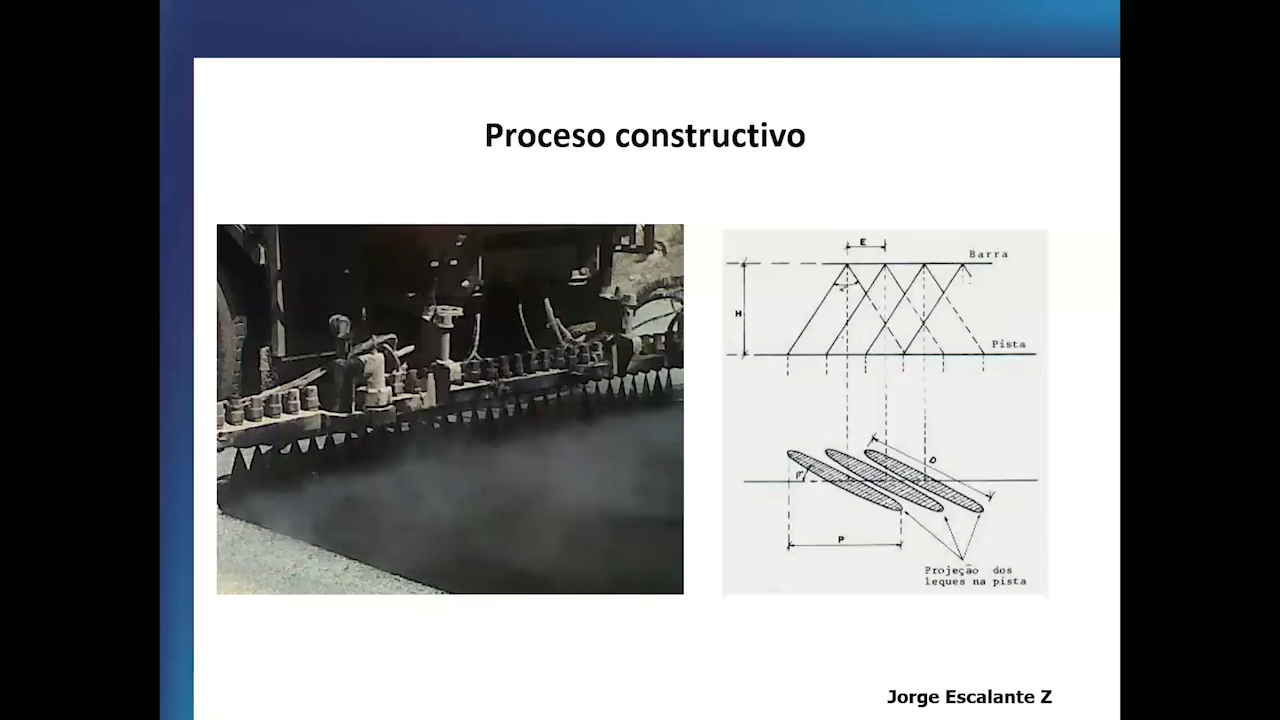 Proceso constructivo
E
Barra
H
Pista
D
P
Projeção dos
leques na pista
Jorge Escalante Z